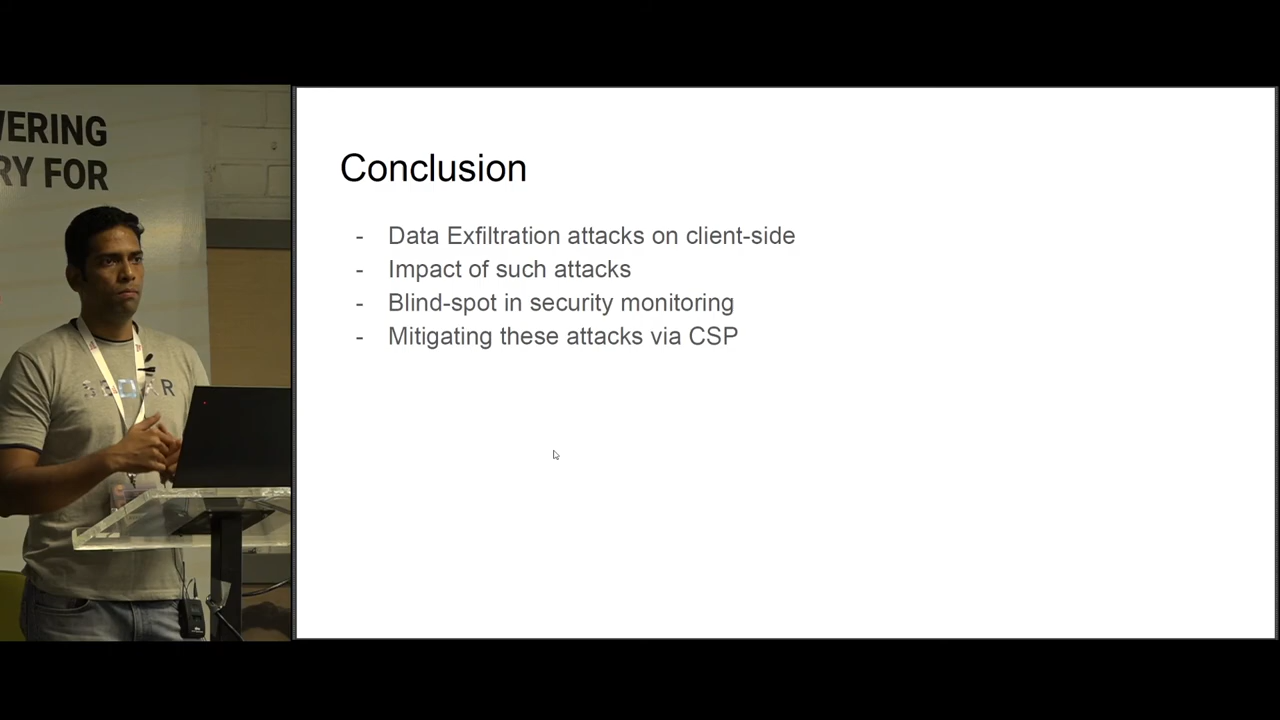 WERING
RY FOR
Conclusion
- Data Exfiltration attacks on client-side
- Impact of such attacks
- Blind-spot in security monitoring
- Mitigating these attacks via CSP